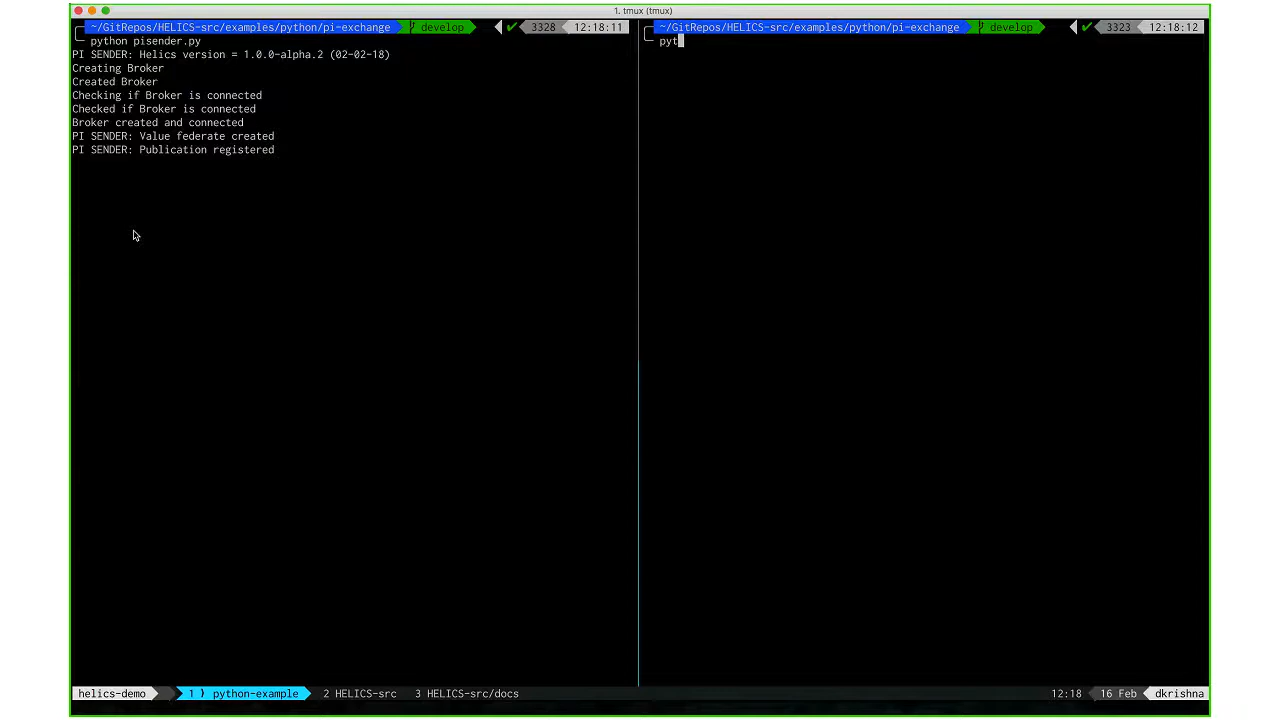 1. tmux (tmux)
~/GitRepos/HELICS-src/examples/python/pi-exchange develop ✔ 3328 12:18:11
python pisender.py
PI SENDER: Helics version = 1.0.0-alpha.2 (02-02-18)
Creating Broker
Created Broker
Checking if Broker is connected
Checked if Broker is connected
Broker created and connected
PI SENDER: Value federate created
PI SENDER: Publication registered
~/GitRepos/HELICS-src/examples/python/pi-exchange develop ✔ 3323 12:18:12
pyt
helics-demo 1 ⟩ python-example 2 HELICS-src 3 HELICS-src/docs 12:18 16 Feb dkrishna